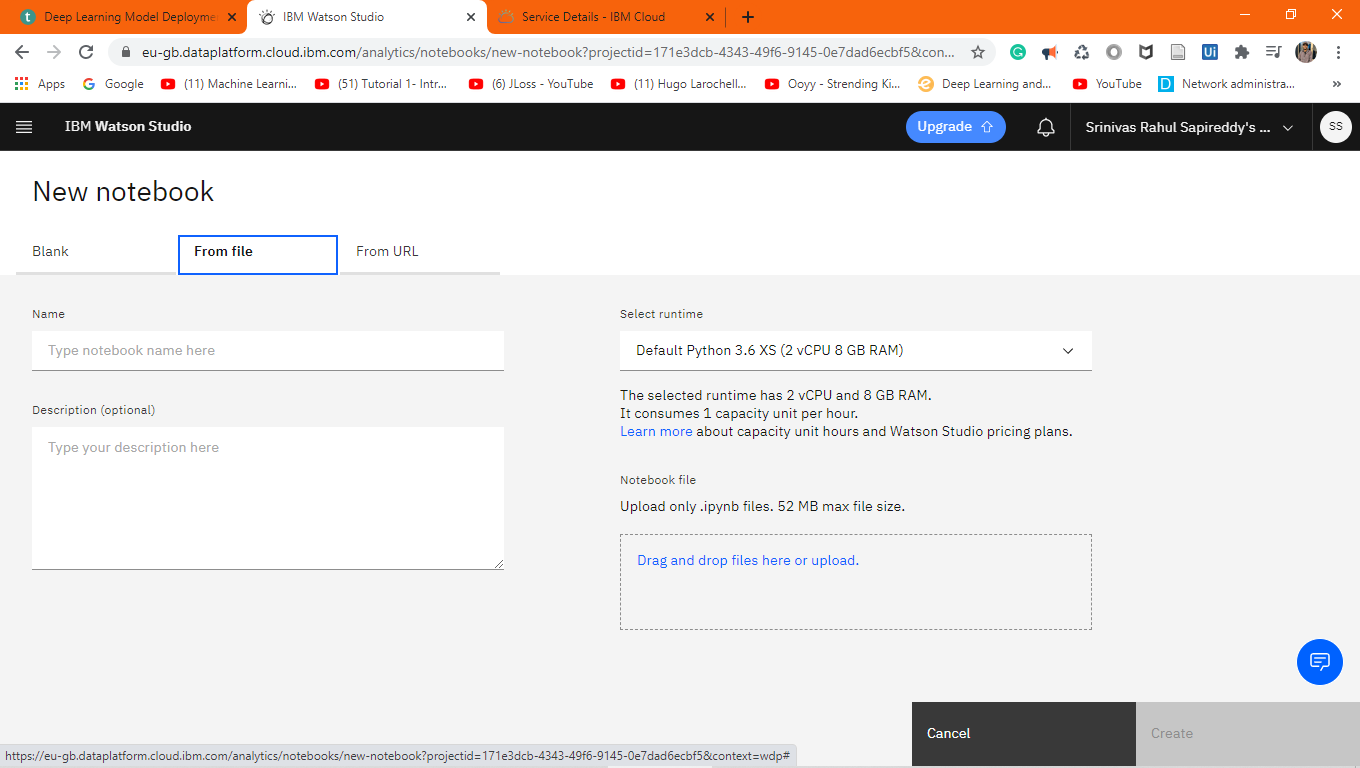 Deep Learning Model Deployme
IBM Watson Studio
Service Details - IBM Cloud
eu-gb.dataplatform.cloud.ibm.com/analytics/notebooks/new-notebook?projectid=171e3dcb-4343-49f6-9145-0e7dad6ecbf5&con...
Apps
Google
(11) Machine Learni...
(51) Tutorial 1- Intr...
(6) JLoss - YouTube
(11) Hugo Larochell...
Ooyy - Strending Ki...
Deep Learning and...
YouTube
Network administra...
IBM Watson Studio
Upgrade
Srinivas Rahul Sapireddy's ...
SS
New notebook
Blank
From file
From URL
Name
Type notebook name here
Description (optional)
Type your description here
Select runtime
Default Python 3.6 XS (2 vCPU 8 GB RAM)
The selected runtime has 2 vCPU and 8 GB RAM.
It consumes 1 capacity unit per hour.
Learn more about capacity unit hours and Watson Studio pricing plans.
Notebook file
Upload only .ipynb files. 52 MB max file size.
Drag and drop files here or upload.
Cancel
Create
https://eu-gb.dataplatform.cloud.ibm.com/analytics/notebooks/new-notebook?projectid=171e3dcb-4343-49f6-9145-0e7dad6ecbf5&context=wdp#